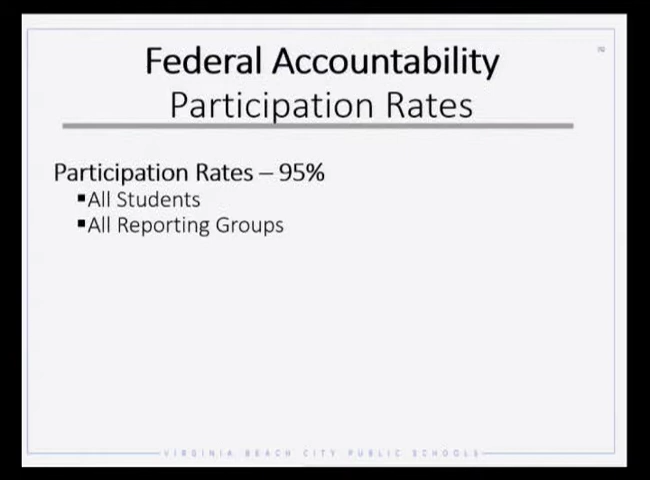 Federal Accountability
Participation Rates
Participation Rates – 95%
▪All Students
▪All Reporting Groups
VIRGINIA BEACH CITY PUBLIC SCHOOLS